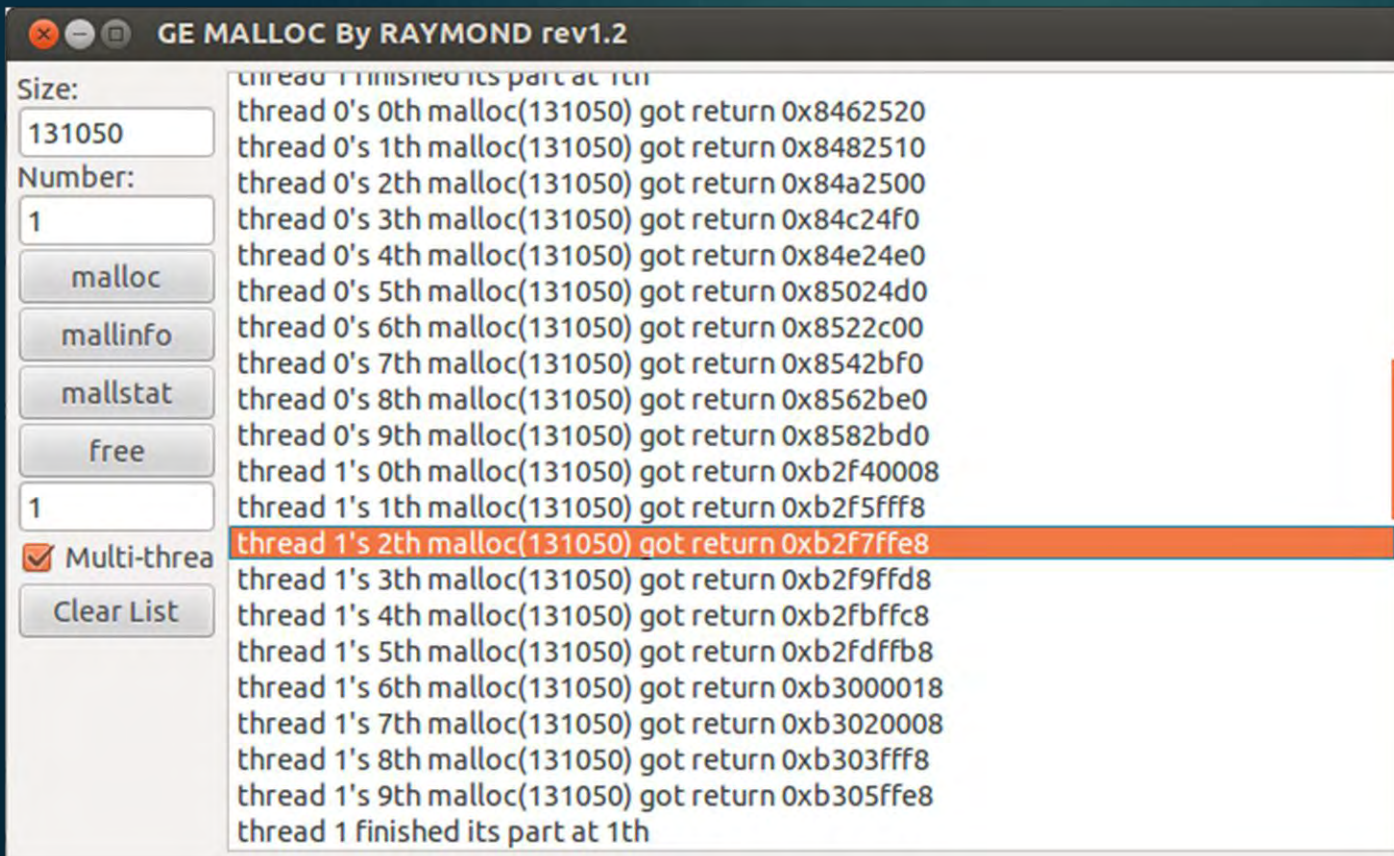 GE MALLOC By RAYMOND rev1.2
Size:
131050
Number:
1
malloc
mallinfo
mallstat
free
1
Multi-threa
Clear List
thread 1 finished its part at 1th
thread 0's 0th malloc(131050) got return 0x8462520
thread 0's 1th malloc(131050) got return 0x8482510
thread 0's 2th malloc(131050) got return 0x84a2500
thread 0's 3th malloc(131050) got return 0x84c24f0
thread 0's 4th malloc(131050) got return 0x84e24e0
thread 0's 5th malloc(131050) got return 0x85024d0
thread 0's 6th malloc(131050) got return 0x8522c00
thread 0's 7th malloc(131050) got return 0x8542bf0
thread 0's 8th malloc(131050) got return 0x8562be0
thread 0's 9th malloc(131050) got return 0x8582bd0
thread 1's 0th malloc(131050) got return 0xb2f40008
thread 1's 1th malloc(131050) got return 0xb2f5fff8
thread 1's 2th malloc(131050) got return 0xb2f7ffe8
thread 1's 3th malloc(131050) got return 0xb2f9ffd8
thread 1's 4th malloc(131050) got return 0xb2fbffc8
thread 1's 5th malloc(131050) got return 0xb2fdffb8
thread 1's 6th malloc(131050) got return 0xb3000018
thread 1's 7th malloc(131050) got return 0xb3020008
thread 1's 8th malloc(131050) got return 0xb303fff8
thread 1's 9th malloc(131050) got return 0xb305ffe8
thread 1 finished its part at 1th